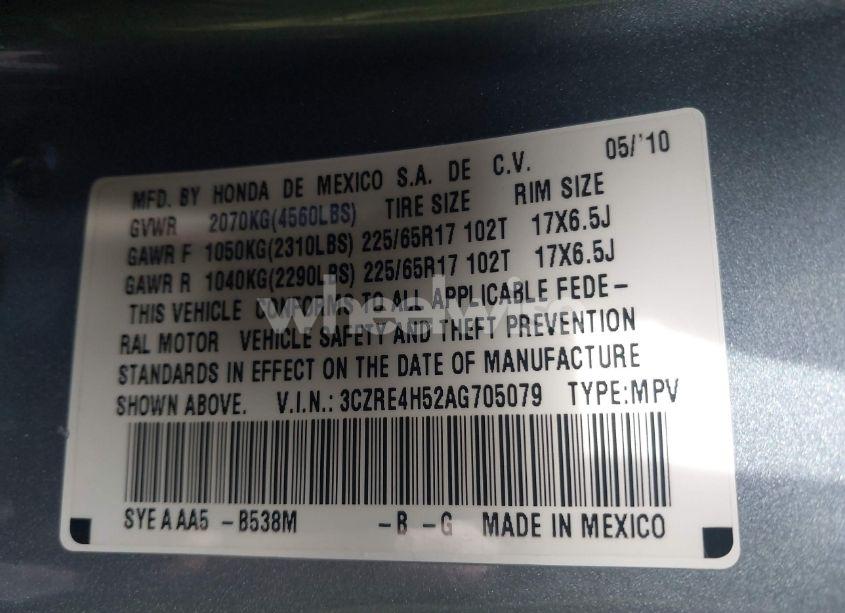 MFD. BY HONDA DE MEXICO S.A. DE C.V. 05/'10
GVWR 2070KG(4560LBS) TIRE SIZE RIM SIZE
GAWR F 1050KG(2310LBS) 225/65R17 102T 17X6.5J
GAWR R 1040KG(2290LBS) 225/65R17 102T 17X6.5J
THIS VEHICLE CONFORMS TO ALL APPLICABLE FEDE-
RAL MOTOR VEHICLE SAFETY AND THEFT PREVENTION
STANDARDS IN EFFECT ON THE DATE OF MANUFACTURE
SHOWN ABOVE. V.I.N.: 3CZRE4H52AG705079 TYPE:MPV
SYE A AA5 -B538M -B -G MADE IN MEXICO